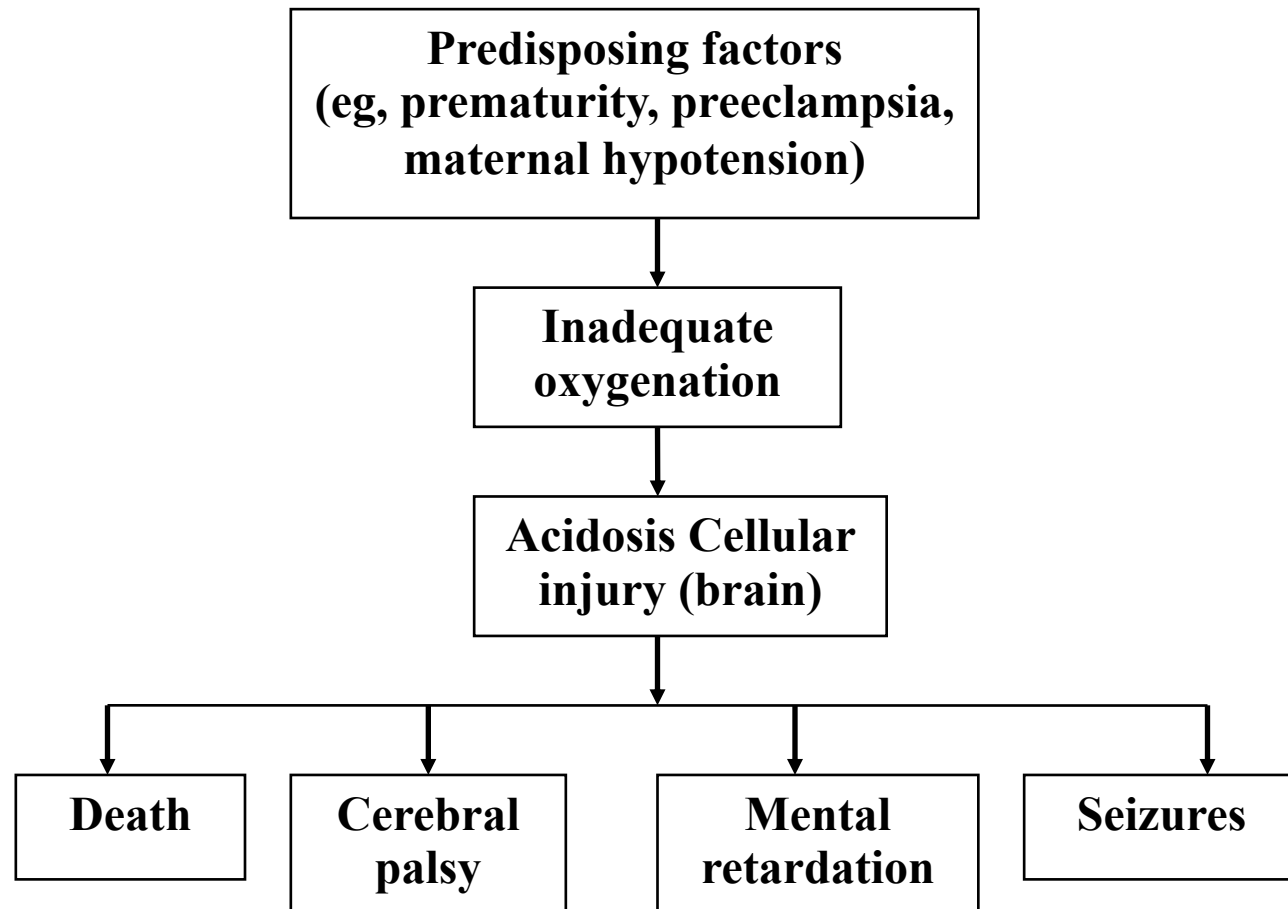 Predisposing factors
(eg, prematurity, preeclampsia,
maternal hypotension)
Inadequate
oxygenation
Acidosis Cellular
injury (brain)
Death
Cerebral
palsy
Mental
retardation
Seizures